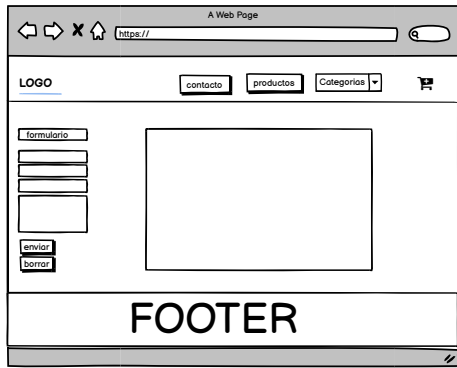 A Web Page
https://
LOGO
contacto
productos
Categorias
formulario
enviar
borrar
FOOTER